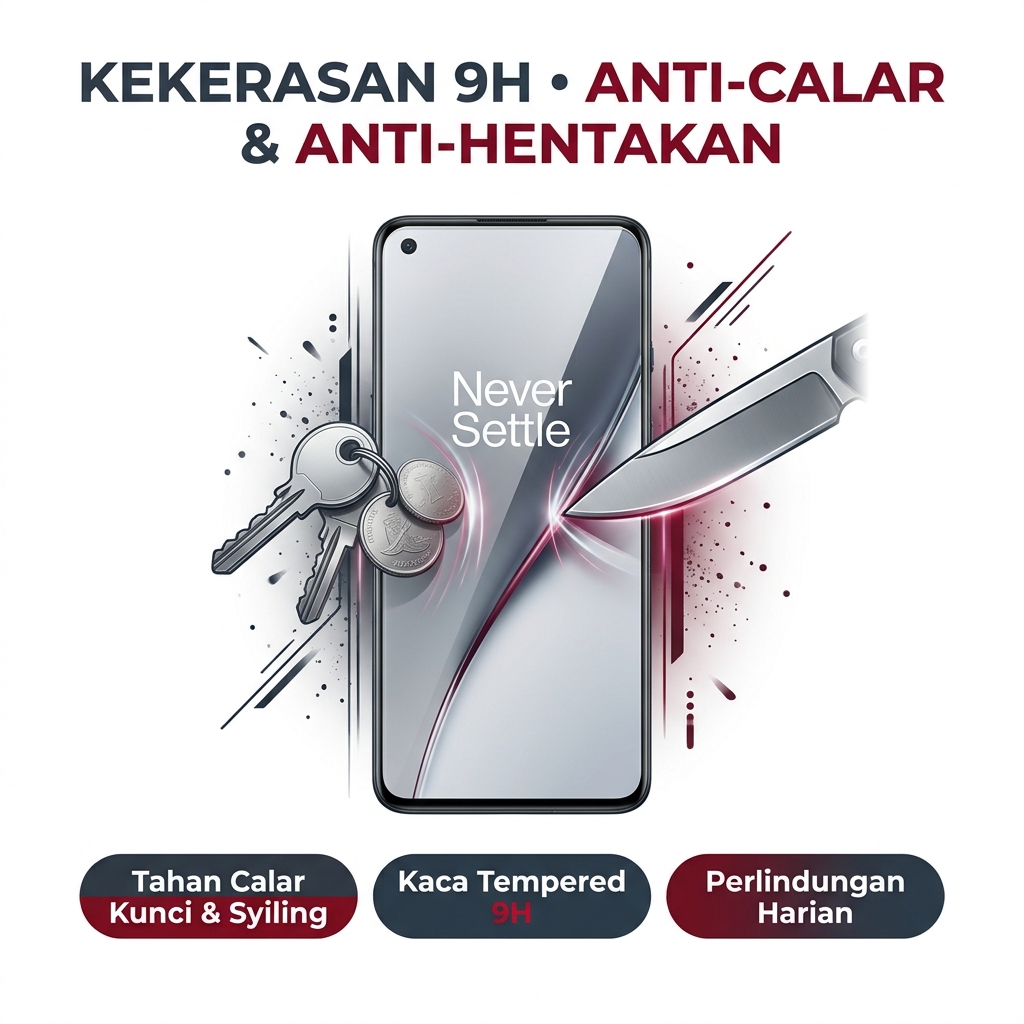 KEKERASAN 9H • ANTI-CALAR
& ANTI-HENTAKAN
Never
Settle
Tahan Calar
Kunci & Syiling
Kaca Tempered
9H
Perlindungan
Harian